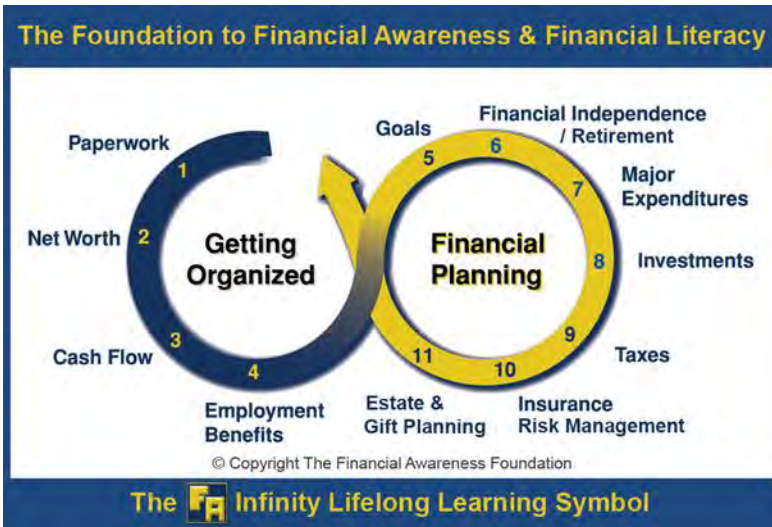 The Foundation to Financial Awareness & Financial Literacy
Paperwork
1
Net Worth
2
Cash Flow
3
4
Employment
Benefits
Getting
Organized
Goals
5
Financial Independence
/ Retirement
6
7
Major
Expenditures
8
Investments
9
Taxes
10
Insurance
Risk Management
11
Estate &
Gift Planning
Financial
Planning
© Copyright The Financial Awareness Foundation
The FA Infinity Lifelong Learning Symbol